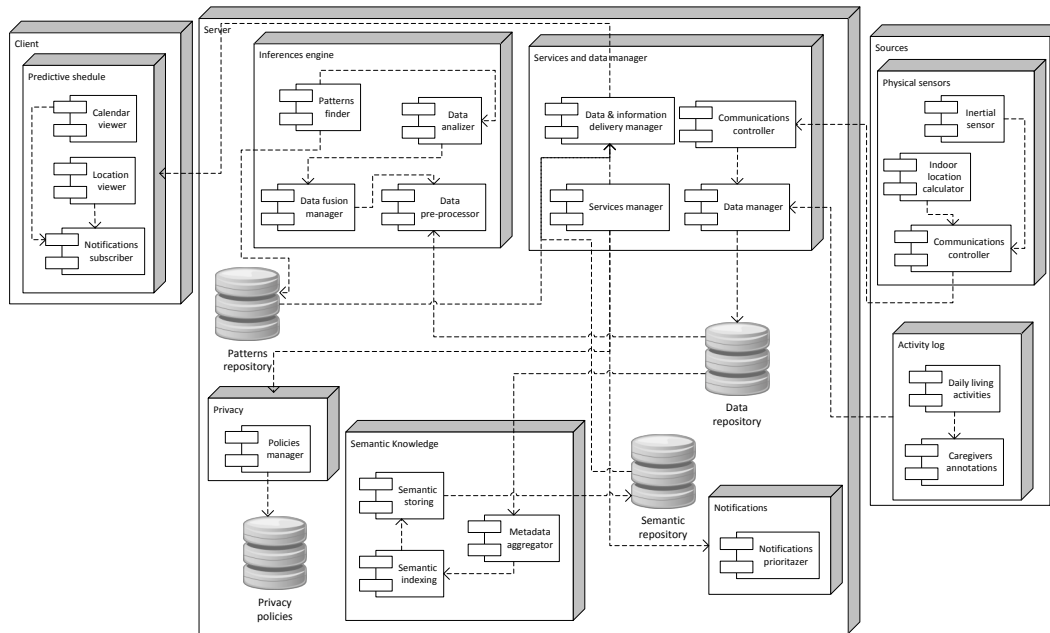 Client
Predictive shedule
Calendar
viewer
Location
viewer
Notifications
subscriber
Server
Inferences engine
Patterns
finder
Data
analizer
Data fusion
manager
Data
pre-processor
Services and data manager
Data & information
delivery manager
Communications
controller
Services manager
Data manager
Sources
Physical sensors
Inertial
sensor
Indoor
location
calculator
Communications
controller
Activity log
Daily living
activities
Caregivers
annotations
Patterns
repository
Data
repository
Privacy
Policies
manager
Privacy
policies
Semantic Knowledge
Semantic
storing
Metadada
aggregator
Semantic
indexing
Semantic
repository
Notifications
Notifications
prioritazer